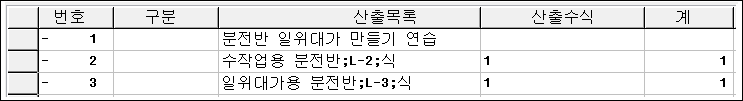 번호 구분 산출목록 산출수식 계
- 1 분전반 일위대가 만들기 연습
- 2 수작업용 분전반;L-2;식 1 1
- 3 일위대가용 분전반;L-3;식 1 1